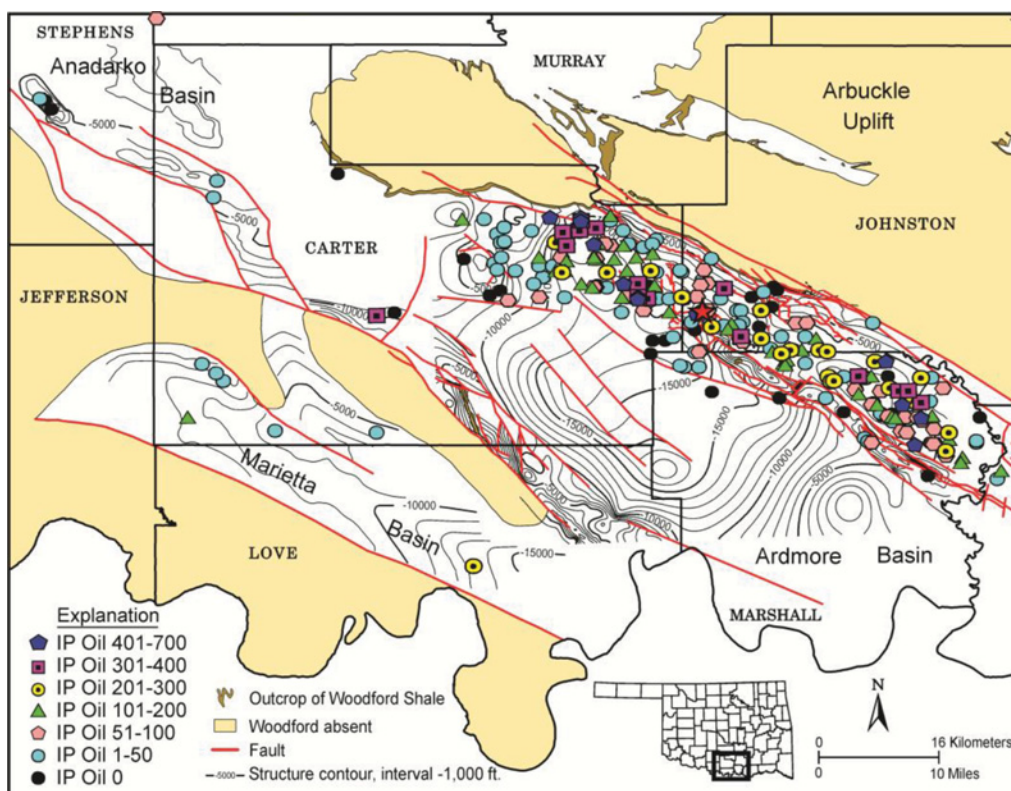 STEPHENS
Anadarko
Basin
MURRAY
Arbuckle
Uplift
-5000
JOHNSTON
-5000
CARTER
-5000
JEFFERSON
-10000
-10000
-5000
-5000
-15000
-15000
-5000
-15000
-10000
-5000
Marietta
Basin
-10000
-15000
-5000
-10000
LOVE
Ardmore Basin
MARSHALL
Explanation
IP Oil 401-700
IP Oil 301-400
IP Oil 201-300
IP Oil 101-200
IP Oil 51-100
IP Oil 1-50
IP Oil 0
Outcrop of Woodford Shale
Woodford absent
Fault
-5000 Structure contour, interval -1,000 ft.
N
0 16 Kilometers
0 10 Miles